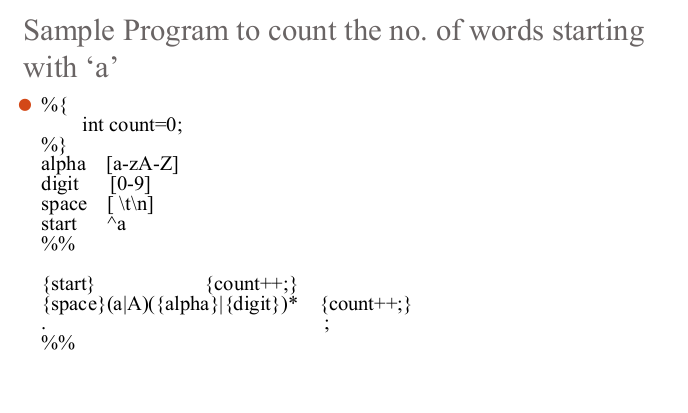 Sample Program to count the no. of words starting
with ‘a’
%{
int count=0;
%}
alpha [a-zA-Z]
digit [0-9]
space [ \t\n]
start ^a
%%
{start} {count++;}
{space}(a|A)({alpha}|{digit})* {count++;}
. ;
%%